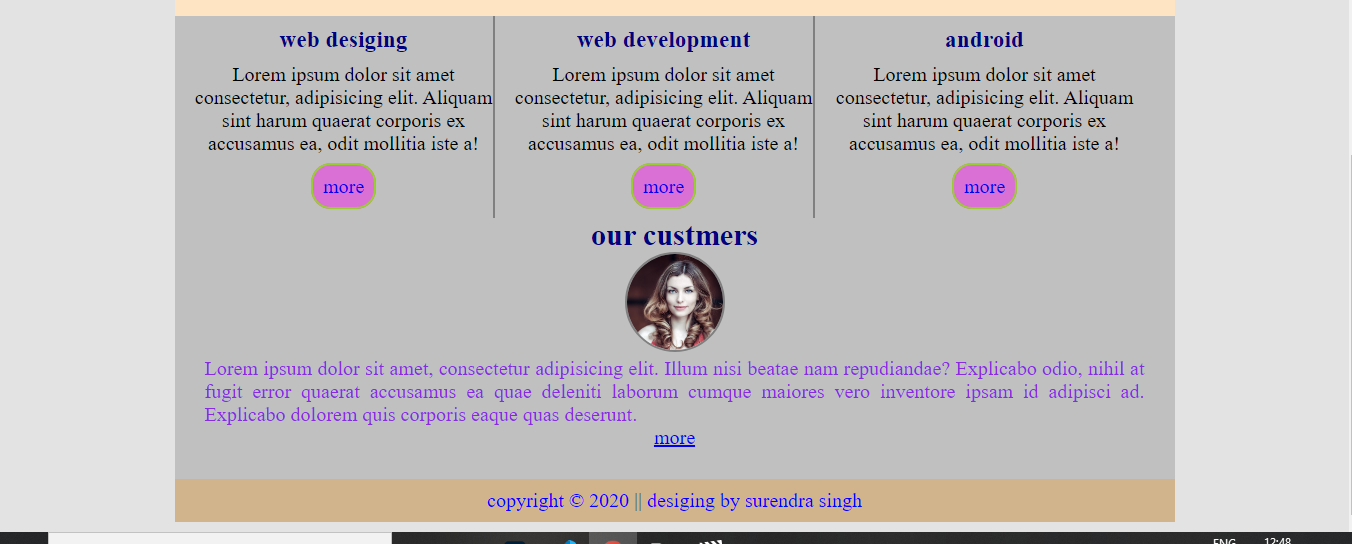 web desiging
Lorem ipsum dolor sit amet
consectetur, adipisicing elit. Aliquam
sint harum quaerat corporis ex
accusamus ea, odit mollitia iste a!
more
web development
Lorem ipsum dolor sit amet
consectetur, adipisicing elit. Aliquam
sint harum quaerat corporis ex
accusamus ea, odit mollitia iste a!
more
android
Lorem ipsum dolor sit amet
consectetur, adipisicing elit. Aliquam
sint harum quaerat corporis ex
accusamus ea, odit mollitia iste a!
more
our custmers
Lorem ipsum dolor sit amet, consectetur adipisicing elit. Illum nisi beatae nam repudiandae? Explicabo odio, nihil at
fugit error quaerat accusamus ea quae deleniti laborum cumque maiores vero inventore ipsam id adipisci ad.
Explicabo dolorem quis corporis eaque quas deserunt.
more
copyright © 2020 || desiging by surendra singh
ENG
12:48